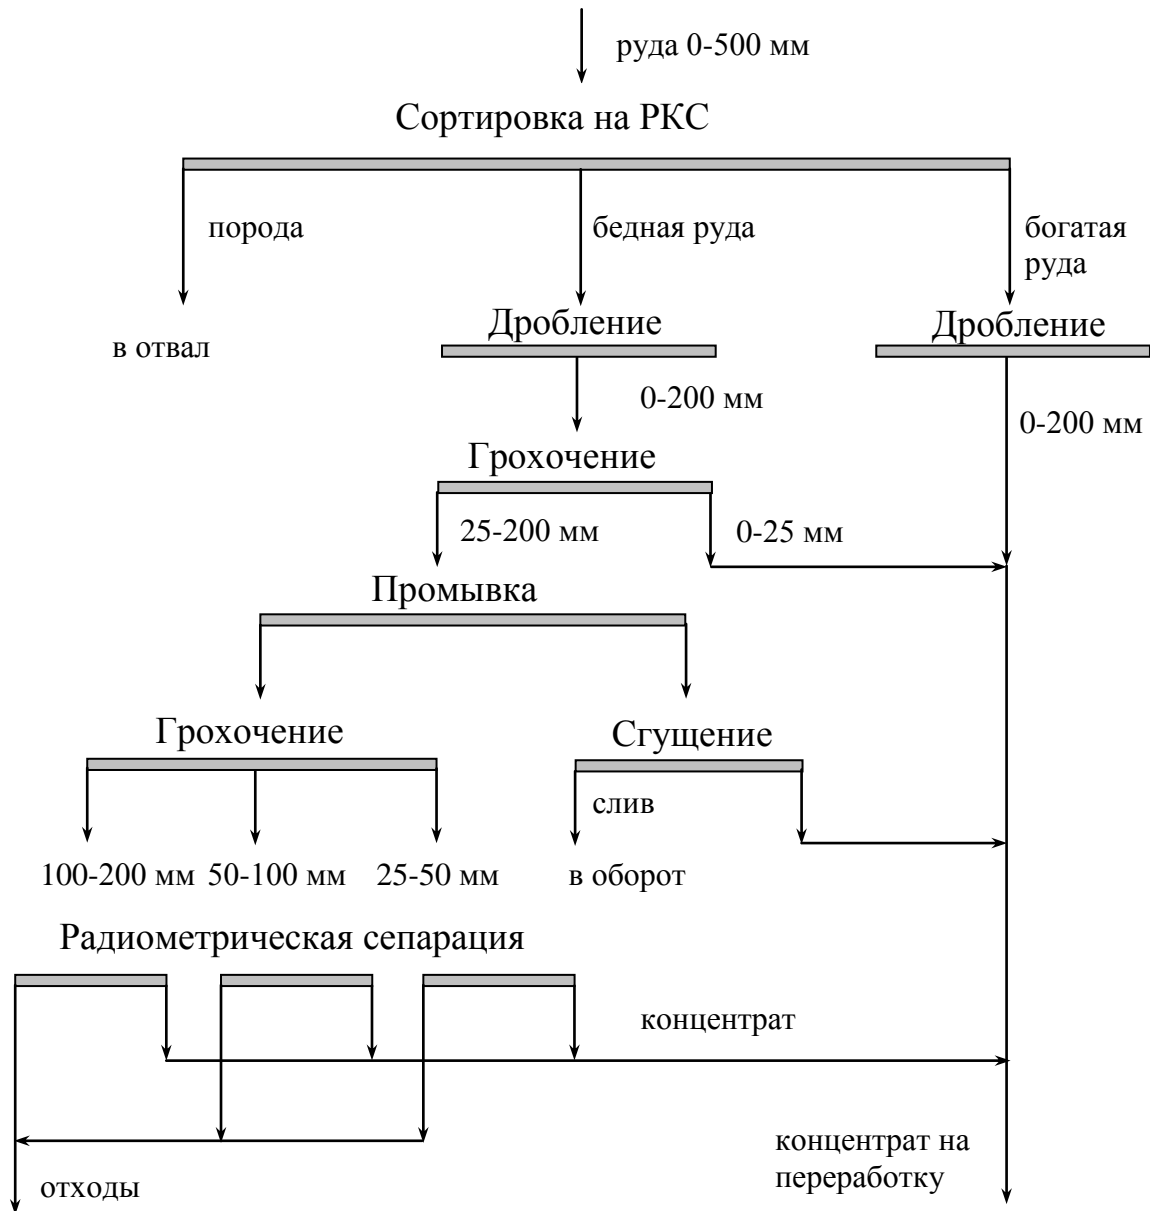 руда 0-500 мм
Сортировка на РКС
порода
бедная руда
богатая
руда
в отвал
Дробление
Дробление
0-200 мм
0-200 мм
Грохочение
25-200 мм
0-25 мм
Промывка
Грохочение
Сгущение
слив
100-200 мм
50-100 мм
25-50 мм
в оборот
Радиометрическая сепарация
концентрат
концентрат на
переработку
отходы